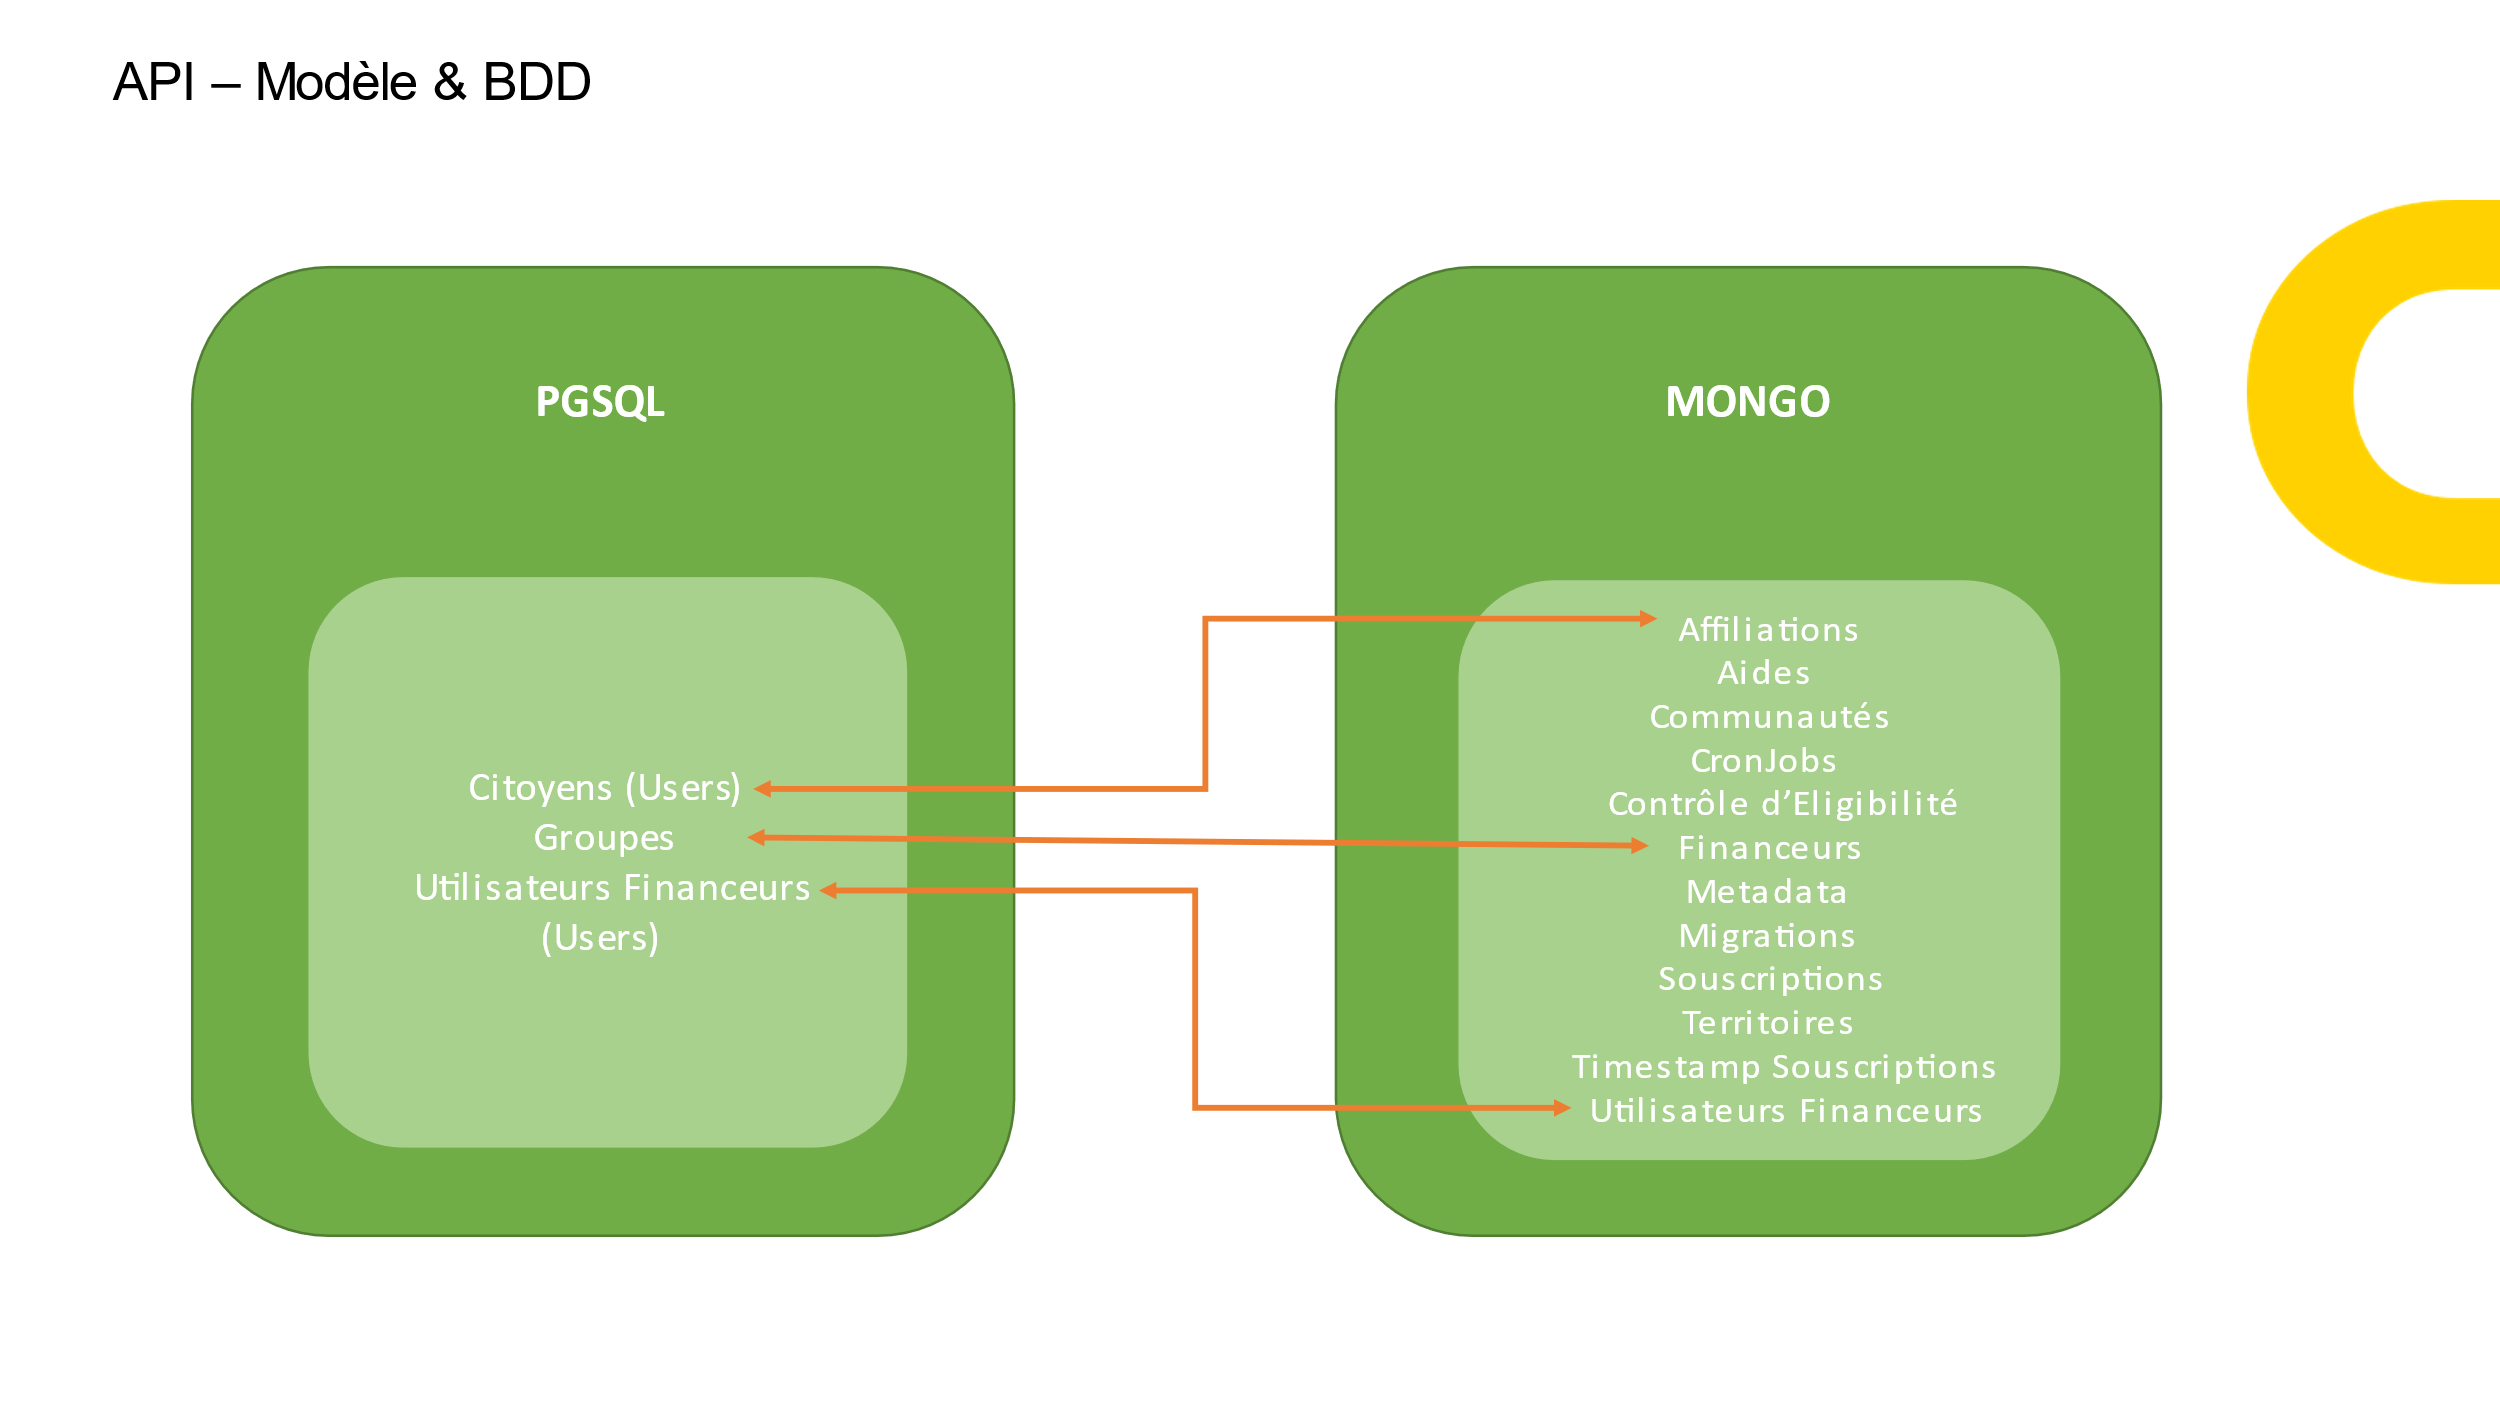 API – Modèle & BDD
PGSQL
Citoyens (Users)
Groupes
Utilisateurs Financeurs
(Users)
MONGO
Affiliations
Aides
Communautés
CronJobs
Contrôle d’Eligibilité
Financeurs
Metadata
Migrations
Souscriptions
Territoires
Timestamp Souscriptions
Utilisateurs Financeurs